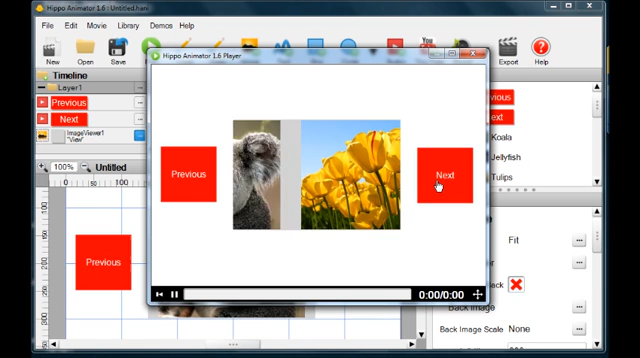 Hippo Animator 1.6 : Untitled.hani
File Edit Movie Library Demos Help
New Open Save Export Help
Hippo Animator 1.6 Player
Timeline
Layer1
Previous
Next
ImageViewer1
"View"
100% Untitled
0 50 100
Previous
Previous
Next
0:00/0:00
Koala
Jellyfish
Tulips
Fit
Back Image
Back Image Scale None